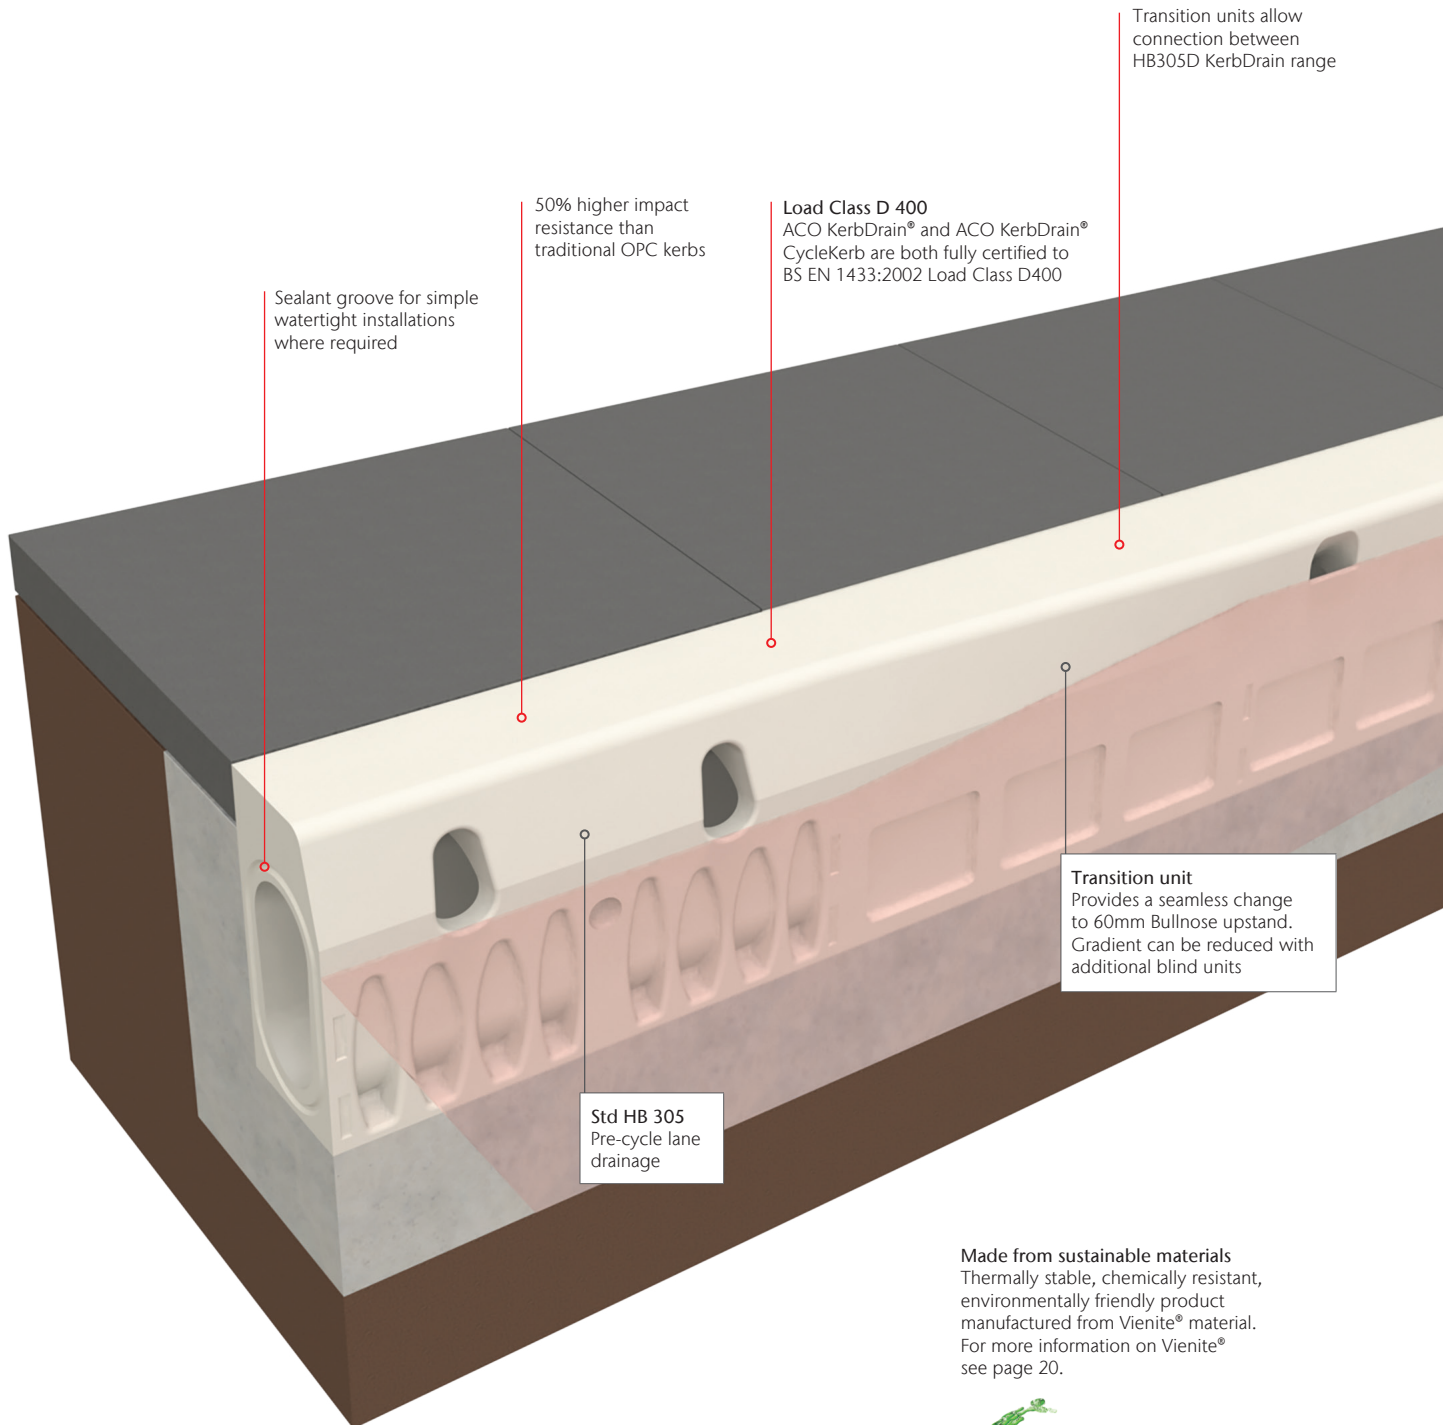 Transition units allow
connection between
HB305D KerbDrain range
50% higher impact
resistance than
traditional OPC kerbs
Load Class D 400
ACO KerbDrain® and ACO KerbDrain®
CycleKerb are both fully certified to
BS EN 1433:2002 Load Class D400
Sealant groove for simple
watertight installations
where required
Transition unit
Provides a seamless change
to 60mm Bullnose upstand.
Gradient can be reduced with
additional blind units
Std HB 305
Pre-cycle lane
drainage
Made from sustainable materials
Thermally stable, chemically resistant,
environmentally friendly product
manufactured from Vienite® material.
For more information on Vienite®
see page 20.